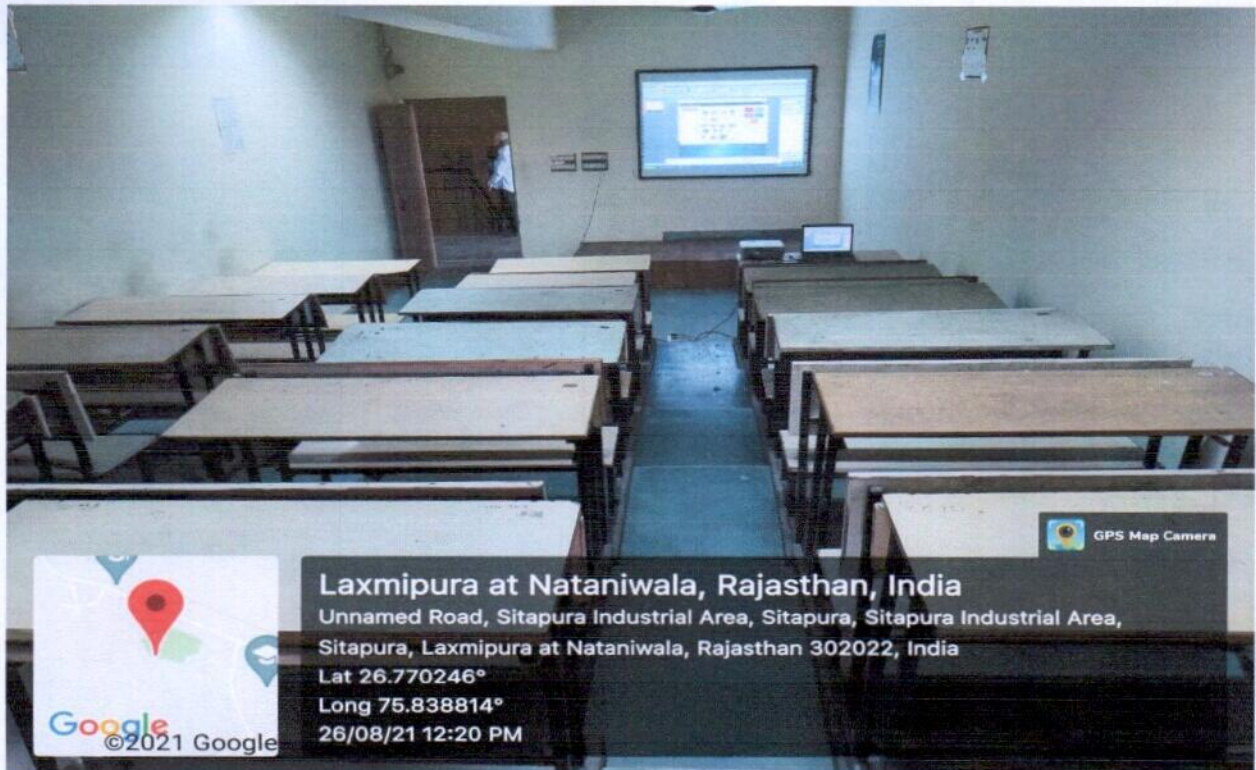 GPS Map Camera
Laxmipura at Nataniwala, Rajasthan, India
Unnamed Road, Sitapura Industrial Area, Sitapura, Sitapura Industrial Area,
Sitapura, Laxmipura at Nataniwala, Rajasthan 302022, India
Lat 26.770246°
Long 75.838814°
26/08/21 12:20 PM
Google
©2021 Google